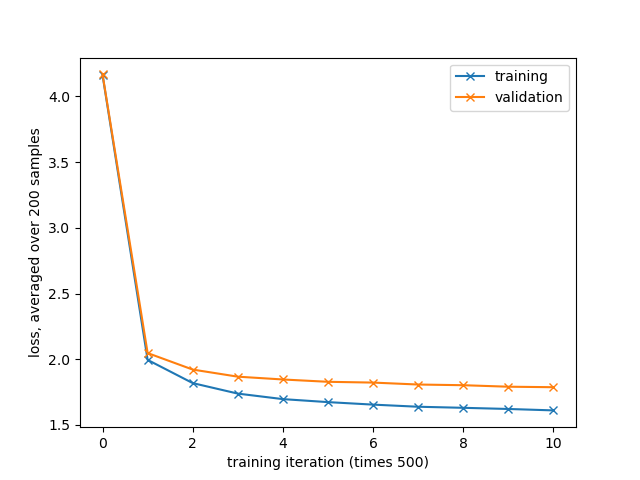 training
validation
loss, averaged over 200 samples
4.0
3.5
3.0
2.5
2.0
1.5
0 2 4 6 8 10
training iteration (times 500)